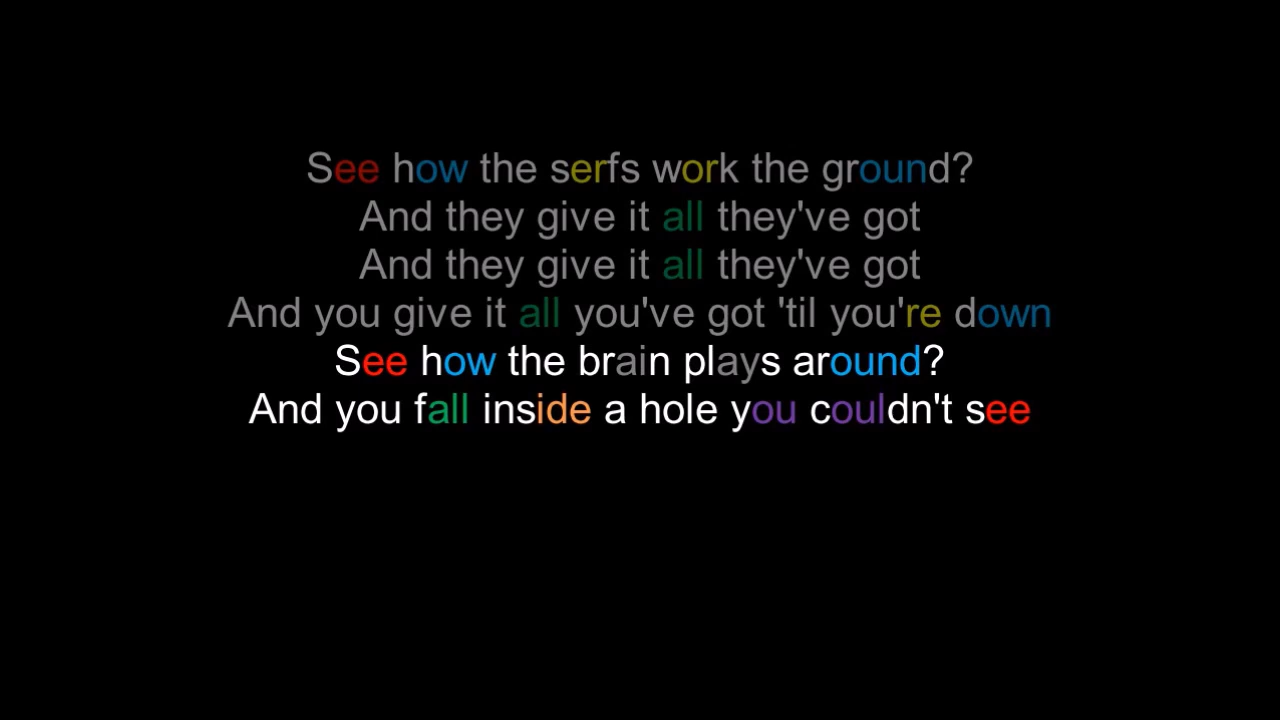 See how the serfs work the ground?
And they give it all they've got
And they give it all they've got
And you give it all you've got 'til you're down
See how the brain plays around?
And you fall inside a hole you couldn't see